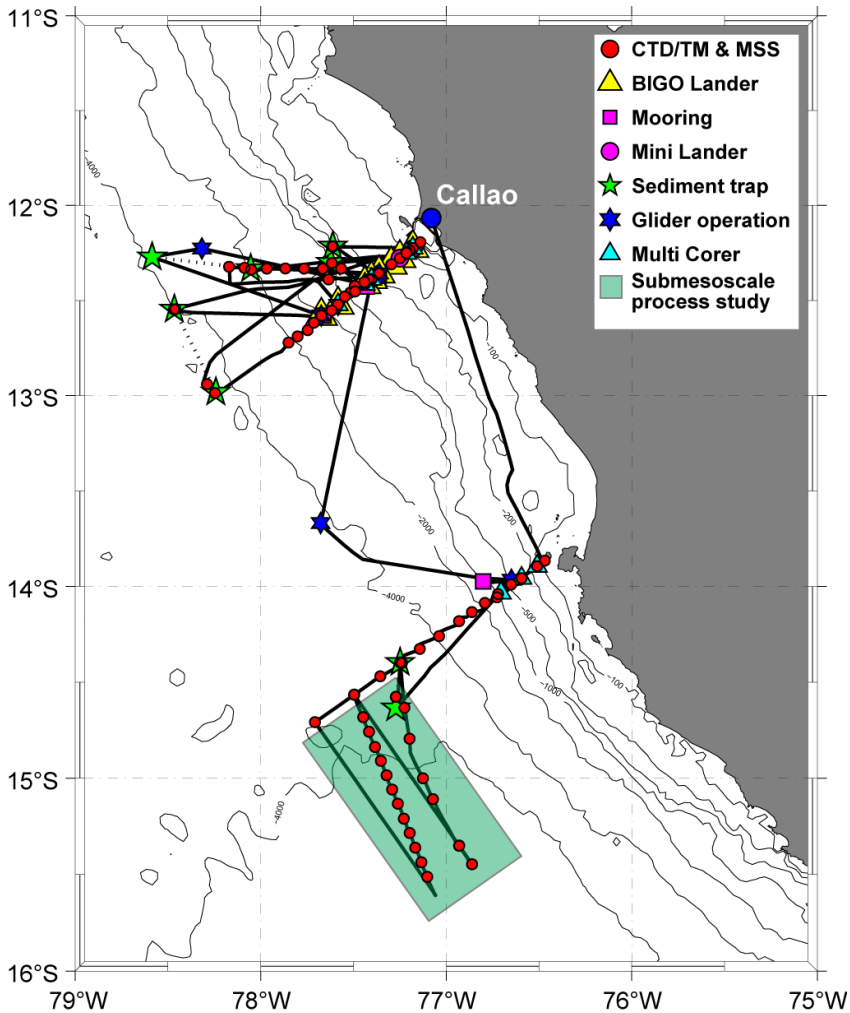 11°S
12°S
13°S
14°S
15°S
16°S
79°W
78°W
77°W
76°W
75°W
Callao
CTD/TM & MSS
BIGO Lander
Mooring
Mini Lander
Sediment trap
Glider operation
Multi Corer
Submesoscale
process study
-4000
-100
-2000
-200
-4000
-500
-100
-1000
-4000